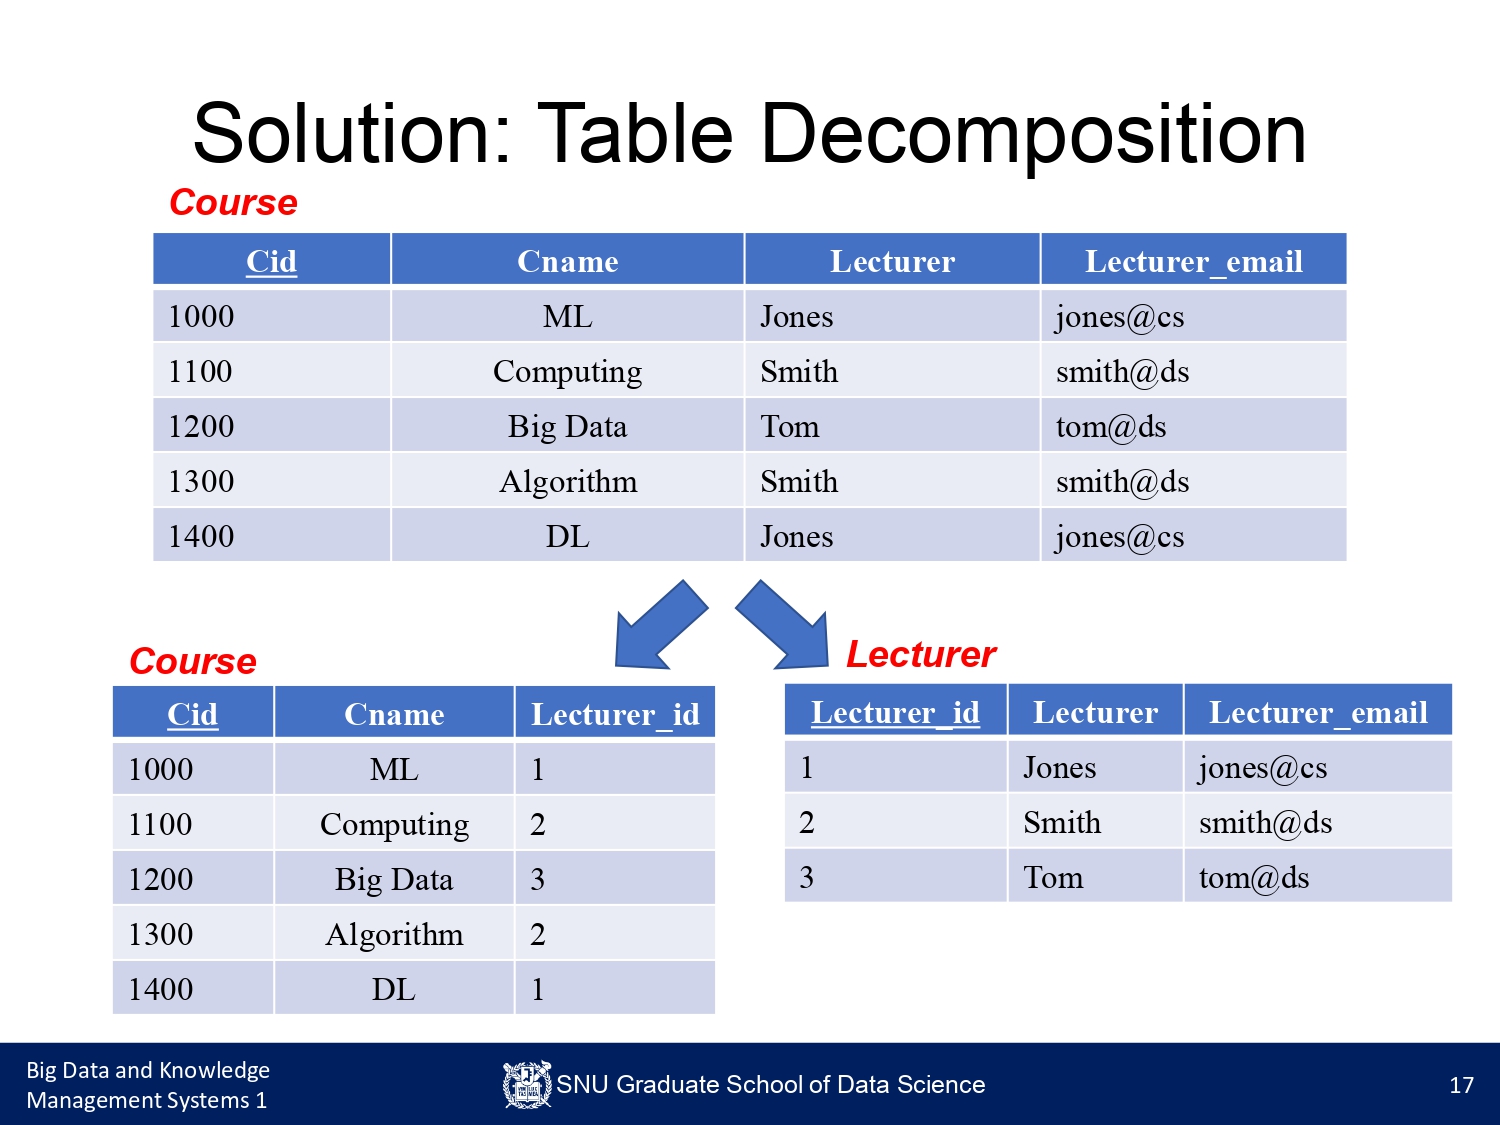 Solution: Table Decomposition
Course
Cid Cname Lecturer Lecturer_email
1000 ML Jones jones@cs
1100 Computing Smith smith@ds
1200 Big Data Tom tom@ds
1300 Algorithm Smith smith@ds
1400 DL Jones jones@cs
Course
Cid Cname Lecturer_id
1000 ML 1
1100 Computing 2
1200 Big Data 3
1300 Algorithm 2
1400 DL 1
Lecturer
Lecturer_id Lecturer Lecturer_email
1 Jones jones@cs
2 Smith smith@ds
3 Tom tom@ds
Big Data and Knowledge
Management Systems 1
SNU Graduate School of Data Science
17